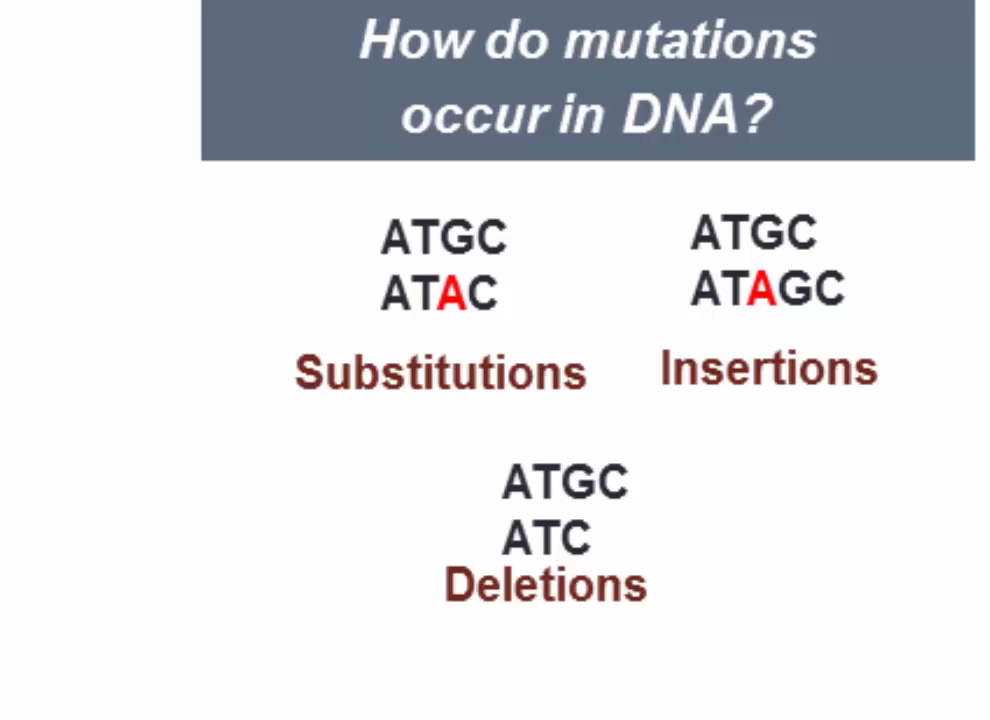 How do mutations
occur in DNA?
ATGC
ATAC
Substitutions
ATGC
ATAGC
Insertions
ATGC
ATC
Deletions